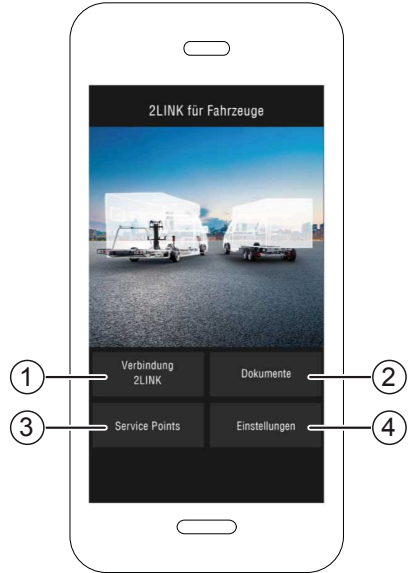 2LINK für Fahrzeuge
Verbindung
2LINK
Dokumente
Service Points
Einstellungen
1
2
3
4